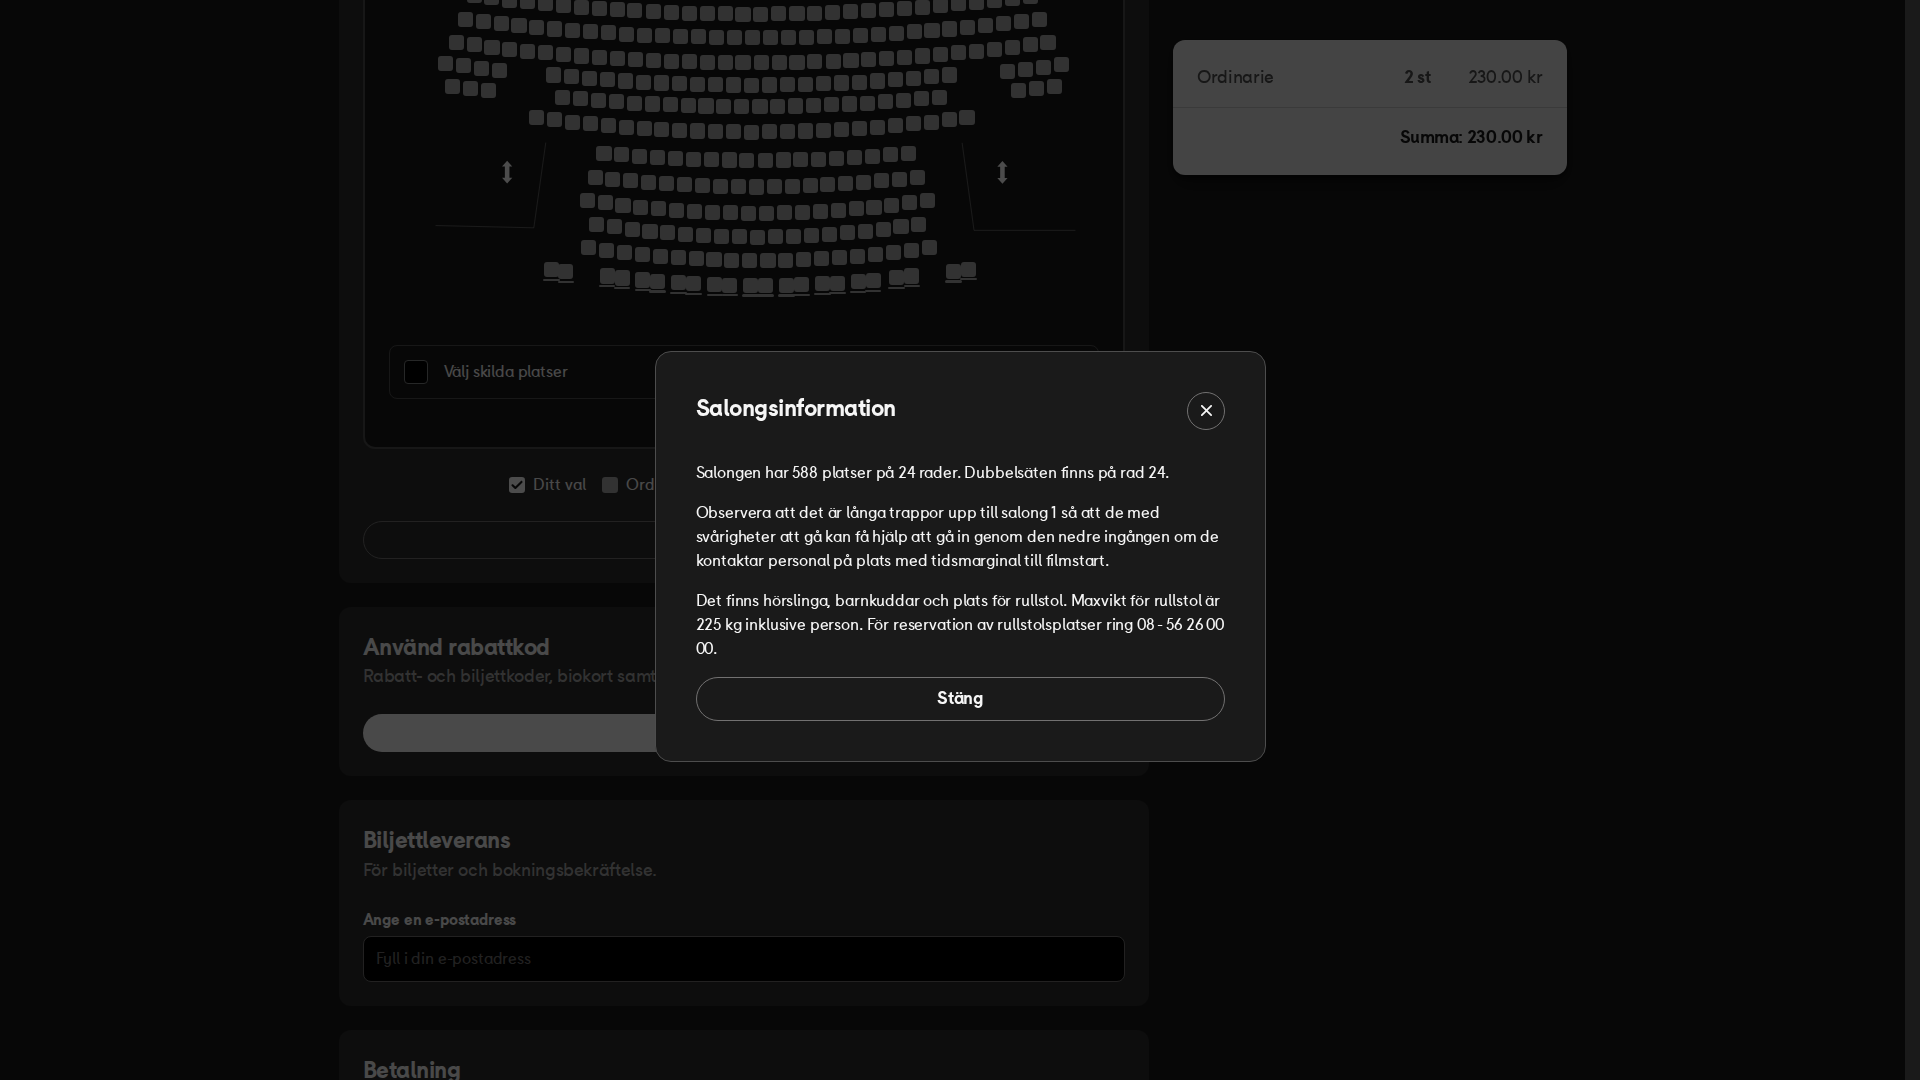 Ordinarie 2 st 230.00 kr
Summa: 230.00 kr
Välj skilda platser
Salongsinformation
Salongen har 588 platser på 24 rader. Dubbelsäten finns på rad 24.
Observera att det är långa trappor upp till salong 1 så att de med
svårigheter att gå kan få hjälp att gå in genom den nedre ingången om de
kontaktar personal på plats med tidsmarginal till filmstart.
Det finns hörslinga, barnkuddar och plats för rullstol. Maxvikt för rullstol är
225 kg inklusive person. För reservation av rullstolsplatser ring 08 - 56 26 00
00.
Stäng
Ditt val Ord
Använd rabattkod
Rabatt- och biljettkoder, biokort samt
Biljettleverans
För biljetter och bokningsbekräftelse.
Ange en e-postadress
Fyll i din e-postadress
Betalning